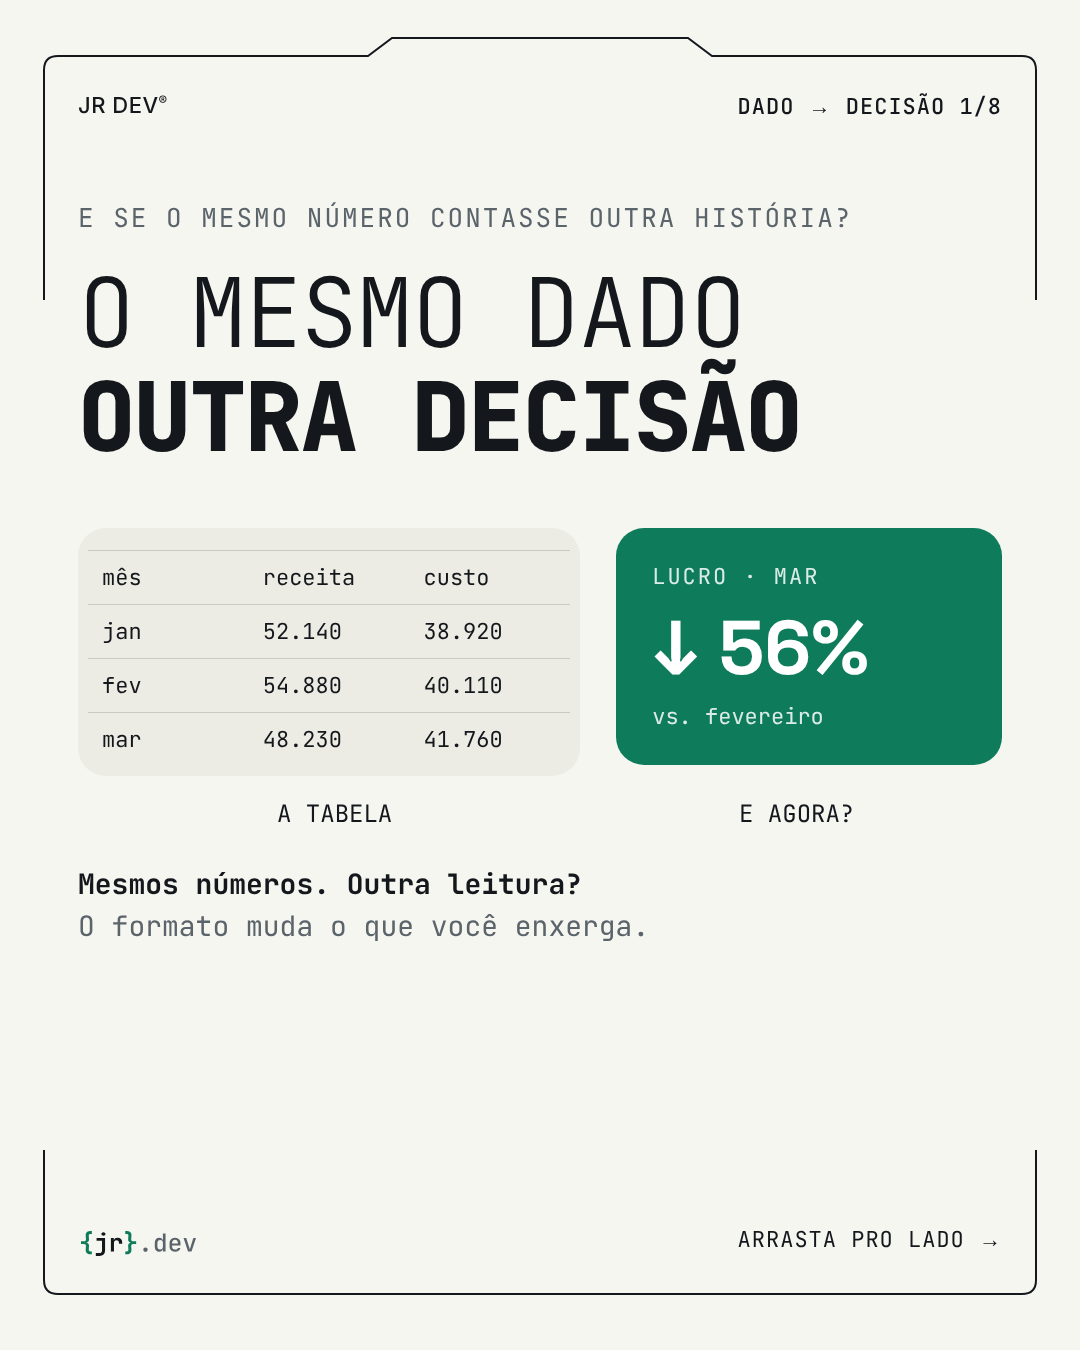 JR DEV®
DADO → DECISÃO 1/8
E SE O MESMO NÚMERO CONTASSE OUTRA HISTÓRIA?
O MESMO DADO
OUTRA DECISÃO
mês receita custo
jan 52.140 38.920
fev 54.880 40.110
mar 48.230 41.760
A TABELA
LUCRO · MAR
↓ 56%
vs. fevereiro
E AGORA?
Mesmos números. Outra leitura?
O formato muda o que você enxerga.
{jr}.dev
ARRASTA PRO LADO →